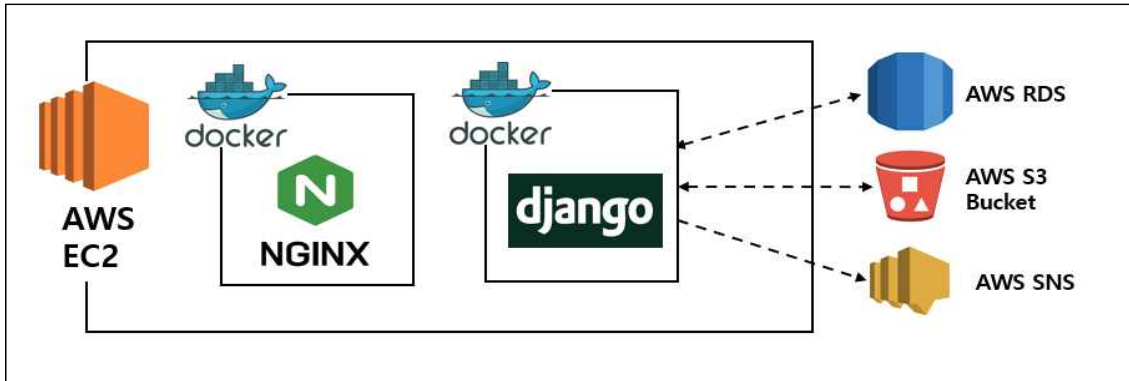 AWS
EC2
docker
N
NGINX
docker
django
AWS RDS
AWS S3
Bucket
AWS SNS